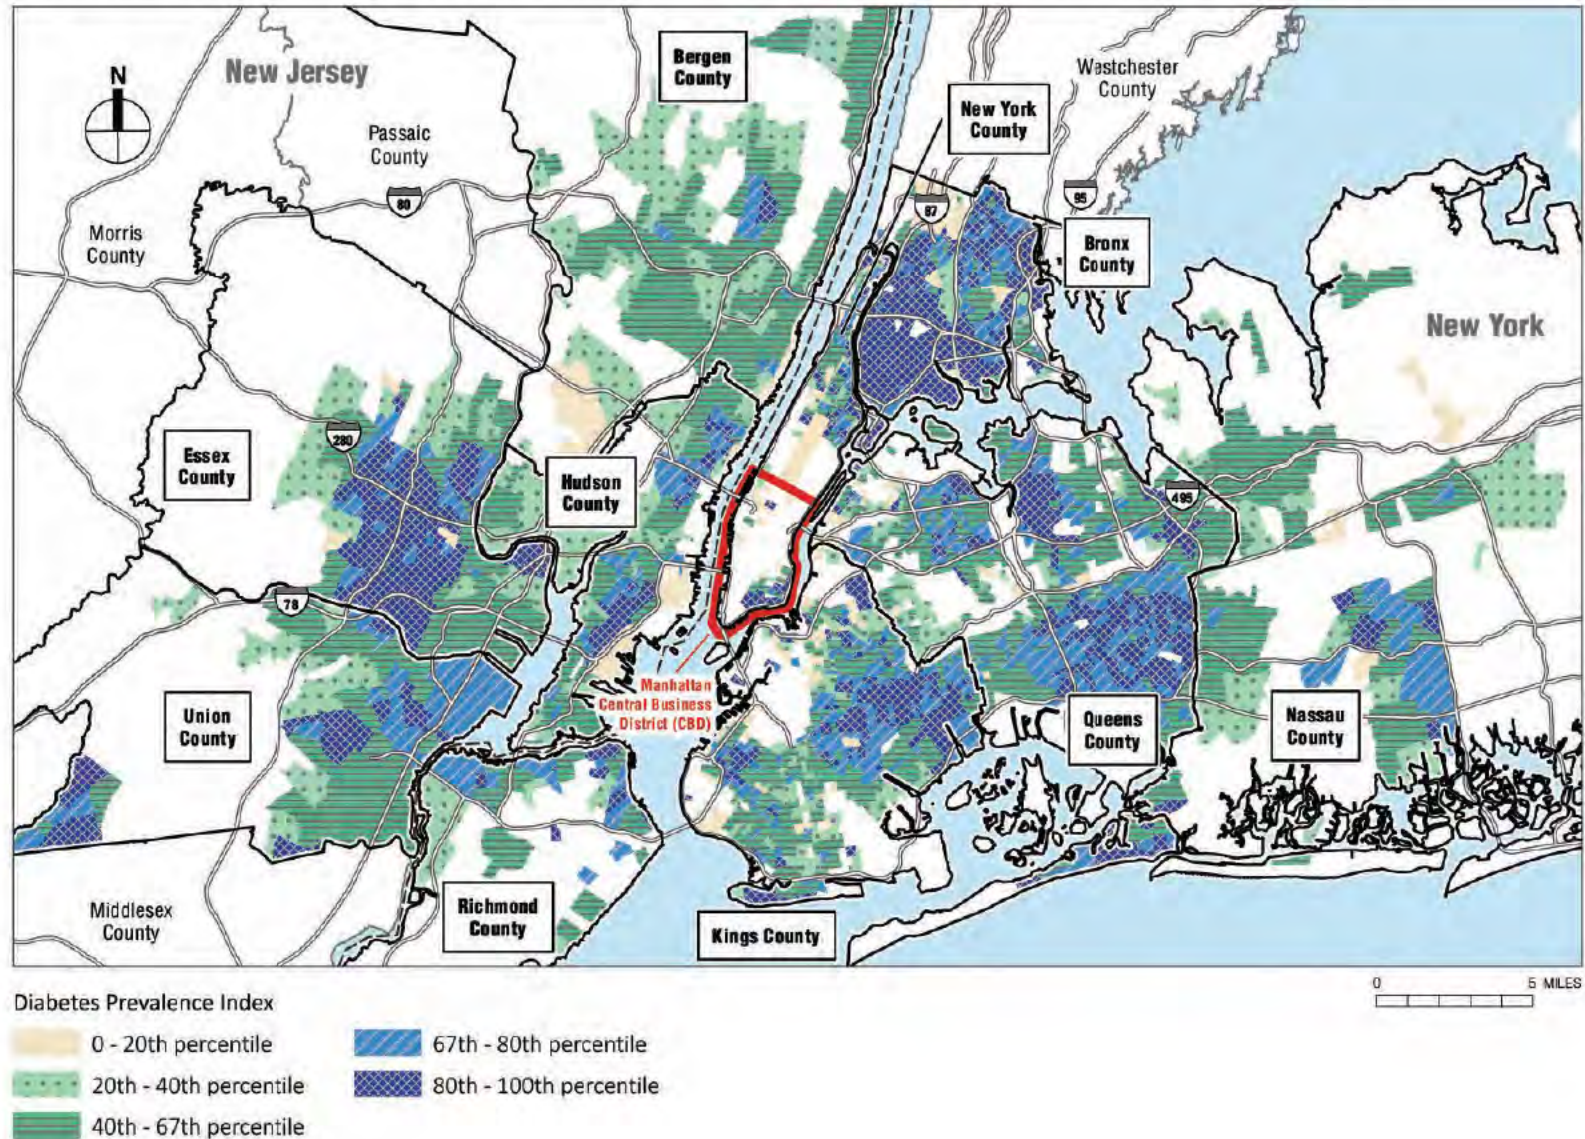 New Jersey
N
Bergen
County
Westchester
County
New York
County
Passaic
County
80
87
95
Morris
County
Bronx
County
New York
280
Essex
County
Hudson
County
495
78
Manhattan
Central Business
District (CBD)
Union
County
Queens
County
Nassau
County
Richmond
County
Kings County
Middlesex
County
0 5 MILES
Diabetes Prevalence Index
0 - 20th percentile
20th - 40th percentile
40th - 67th percentile
67th - 80th percentile
80th - 100th percentile